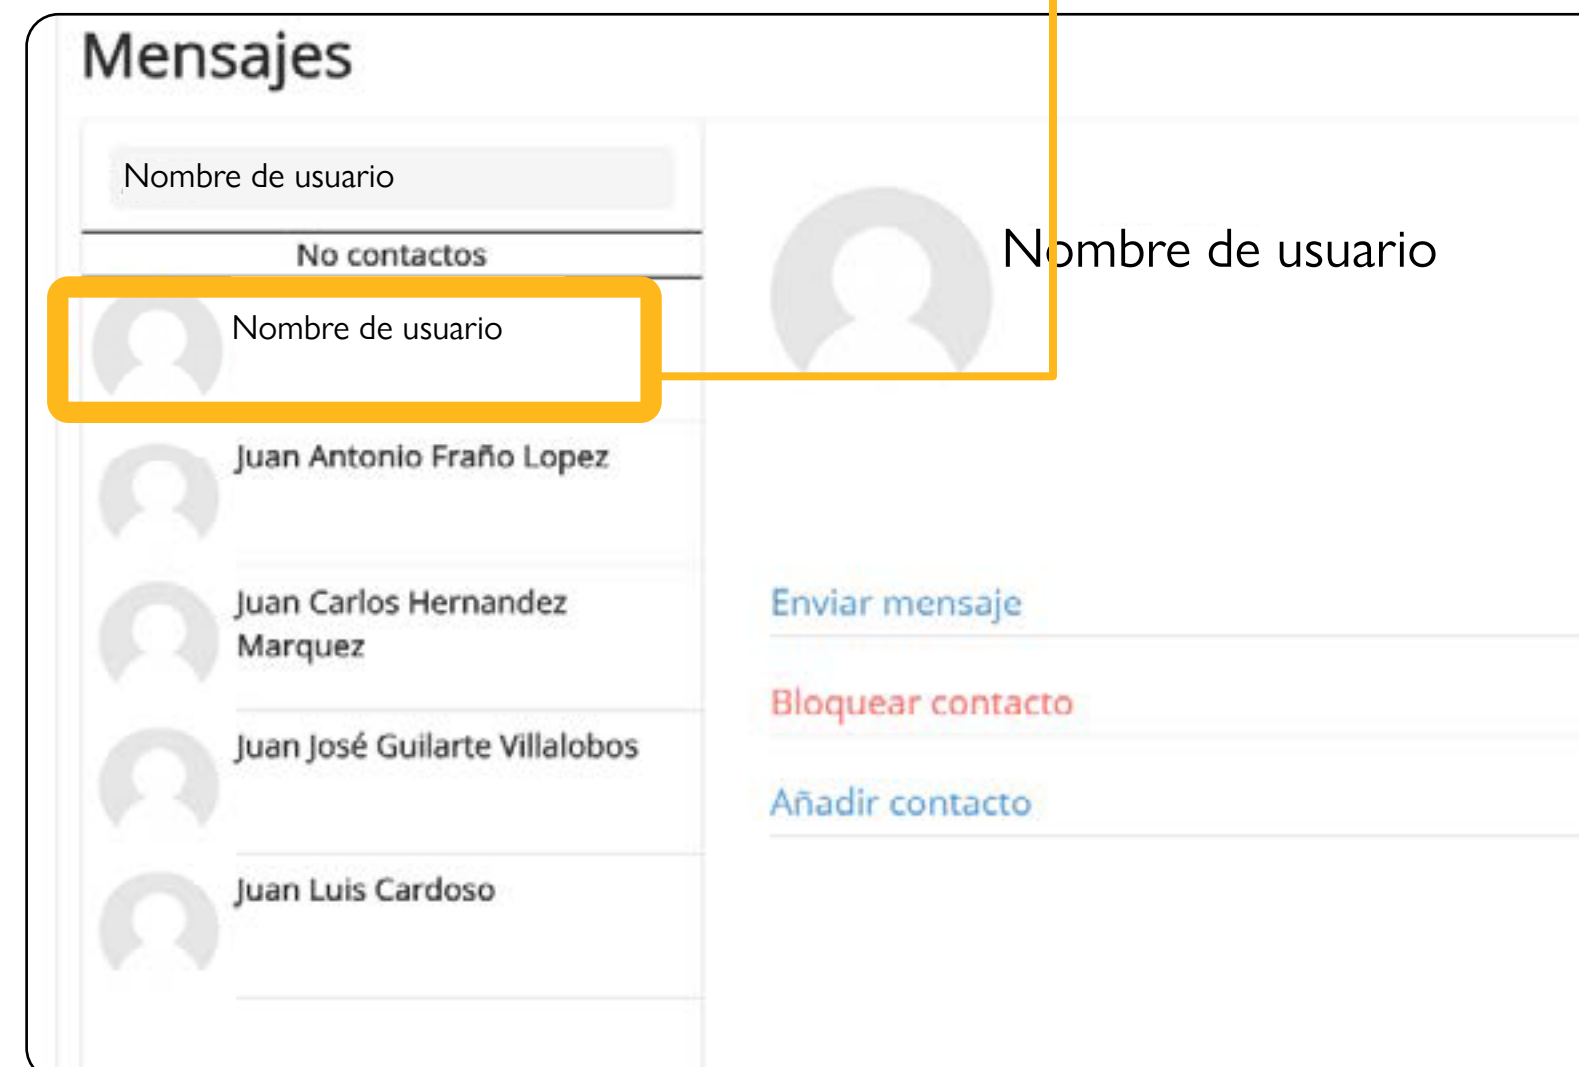 Mensajes
Nombre de usuario
No contactos
Nombre de usuario
Juan Antonio Fraño Lopez
Juan Carlos Hernandez
Marquez
Juan José Guilarte Villalobos
Juan Luis Cardoso
Nombre de usuario
Enviar mensaje
Bloquear contacto
Añadir contacto